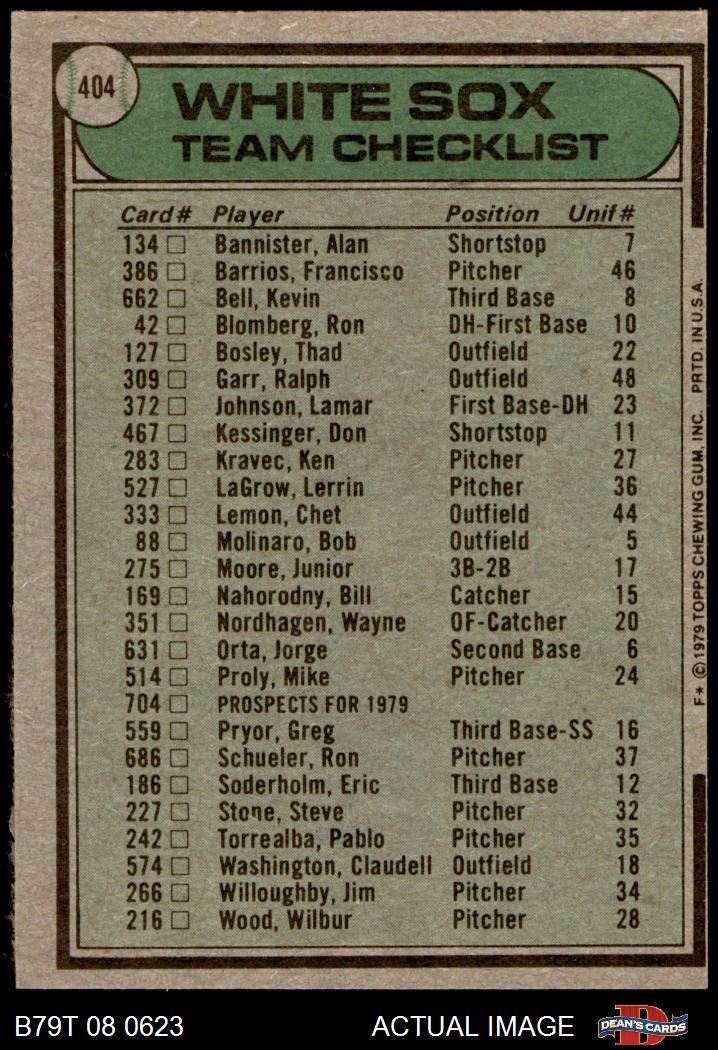 404
WHITE SOX
TEAM CHECKLIST
Card# Player Position Unif#
134 Bannister, Alan Shortstop 7
386 Barrios, Francisco Pitcher 46
662 Bell, Kevin Third Base 8
42 Blomberg, Ron DH-First Base 10
127 Bosley, Thad Outfield 22
309 Garr, Ralph Outfield 48
372 Johnson, Lamar First Base-DH 23
467 Kessinger, Don Shortstop 11
283 Kravec, Ken Pitcher 27
527 LaGrow, Lerrin Pitcher 36
333 Lemon, Chet Outfield 44
88 Molinaro, Bob Outfield 5
275 Moore, Junior 3B-2B 17
169 Nahorodny, Bill Catcher 15
351 Nordhagen, Wayne OF-Catcher 20
631 Orta, Jorge Second Base 6
514 Proly, Mike Pitcher 24
704 PROSPECTS FOR 1979
559 Pryor, Greg Third Base-SS 16
686 Schueler, Ron Pitcher 37
186 Soderholm, Eric Third Base 12
227 Stone, Steve Pitcher 32
242 Torrealba, Pablo Pitcher 35
574 Washington, Claudell Outfield 18
266 Willoughby, Jim Pitcher 34
216 Wood, Wilbur Pitcher 28
F* © 1979 TOPPS CHEWING GUM, INC. PRTD. IN U.S.A.
B79T 08 0623 ACTUAL IMAGE
D
DEAN'S CARDS